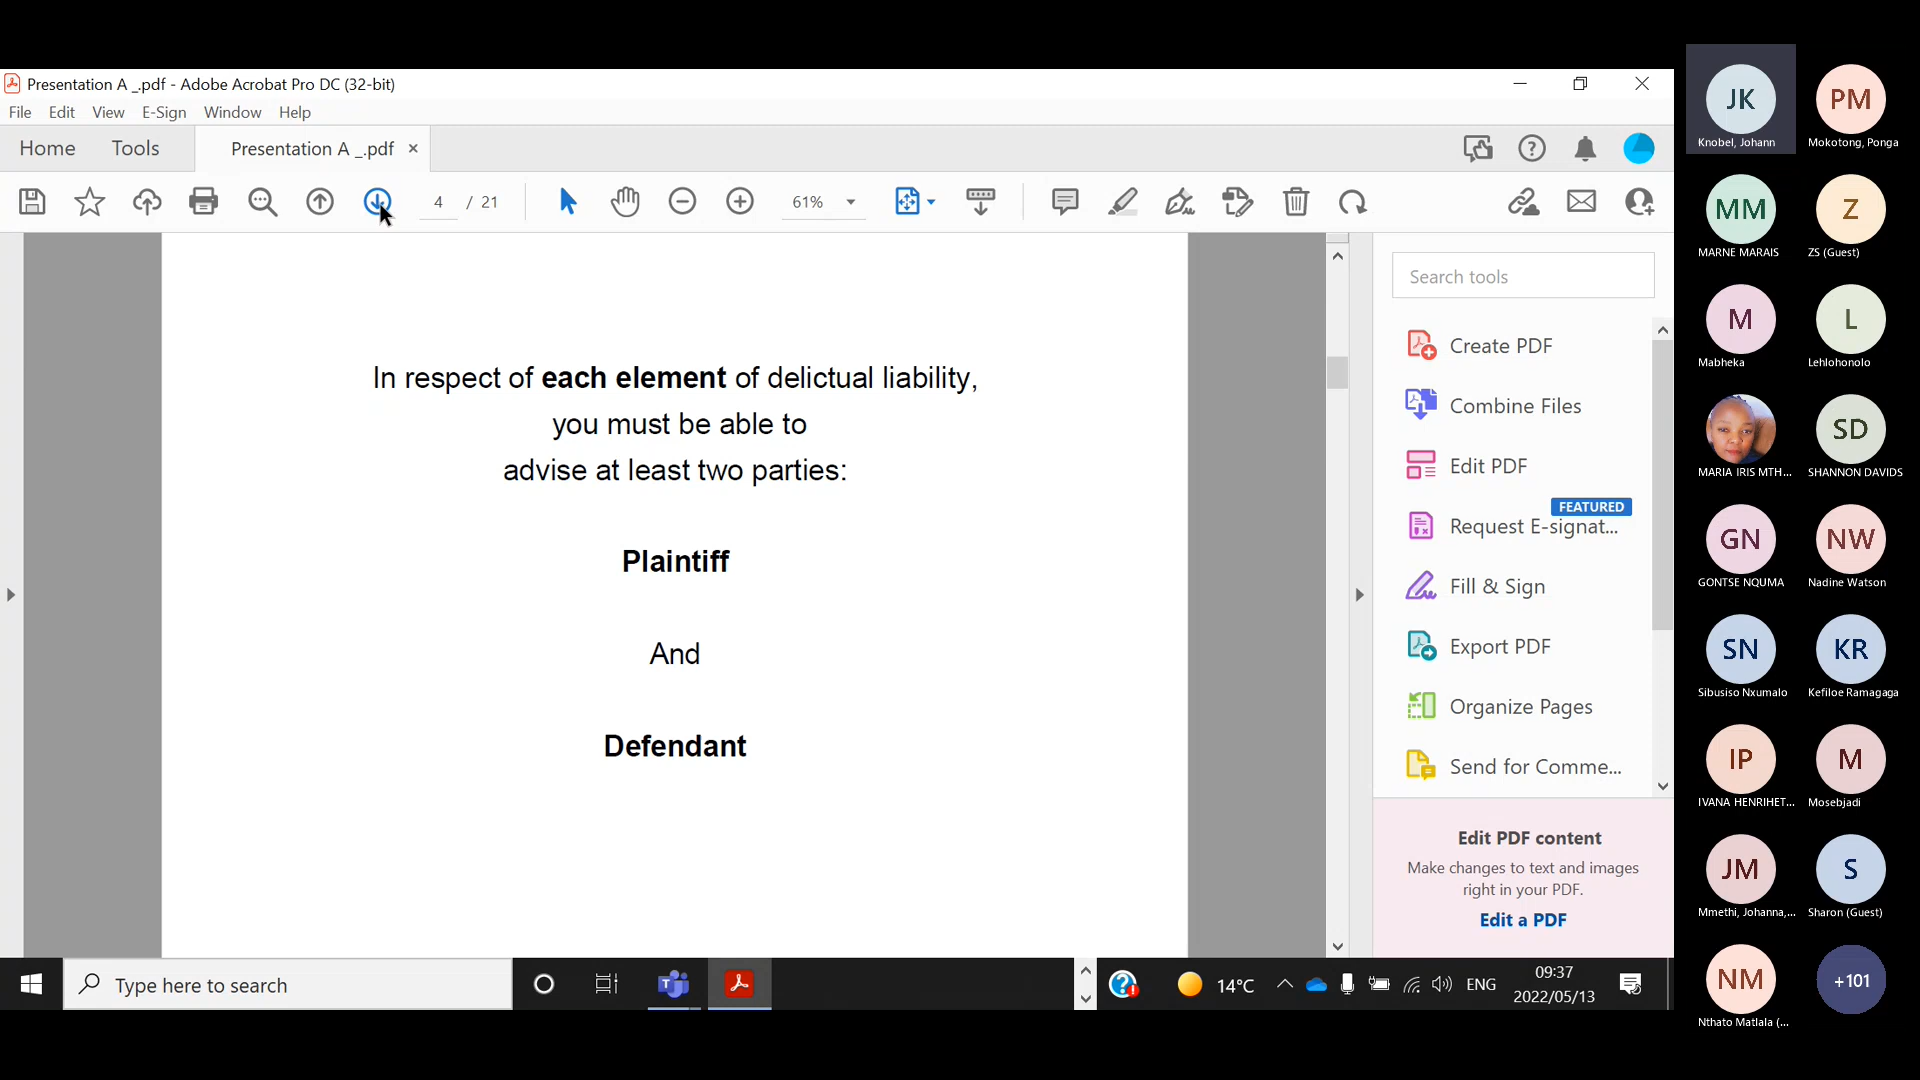 Presentation A _.pdf - Adobe Acrobat Pro DC (32-bit)
File Edit View E-Sign Window Help
Home Tools Presentation A _.pdf ×
4 / 21 61%
In respect of each element of delictual liability,
you must be able to
advise at least two parties:
Plaintiff
And
Defendant
Search tools
Create PDF
Combine Files
Edit PDF
FEATURED
Request E-signat...
Fill & Sign
Export PDF
Organize Pages
Send for Comme...
Edit PDF content
Make changes to text and images
right in your PDF.
Edit a PDF
Type here to search
14°C
ENG
09:37
2022/05/13
JK PM
Knobel, Johann Mokotong, Ponga
MM Z
MARNE MARAIS ZS (Guest)
M L
Mabheka Lehlohonolo
SD
MARIA IRIS MTH... SHANNON DAVIDS
GN NW
GONTSE NQUMA Nadine Watson
SN KR
Sibusiso Nxumalo Kefiloe Ramagaga
IP M
IVANA HENRIHET... Mosebjadi
JM S
Mmethi, Johanna,... Sharon (Guest)
NM +101
Nthato Matlala (...